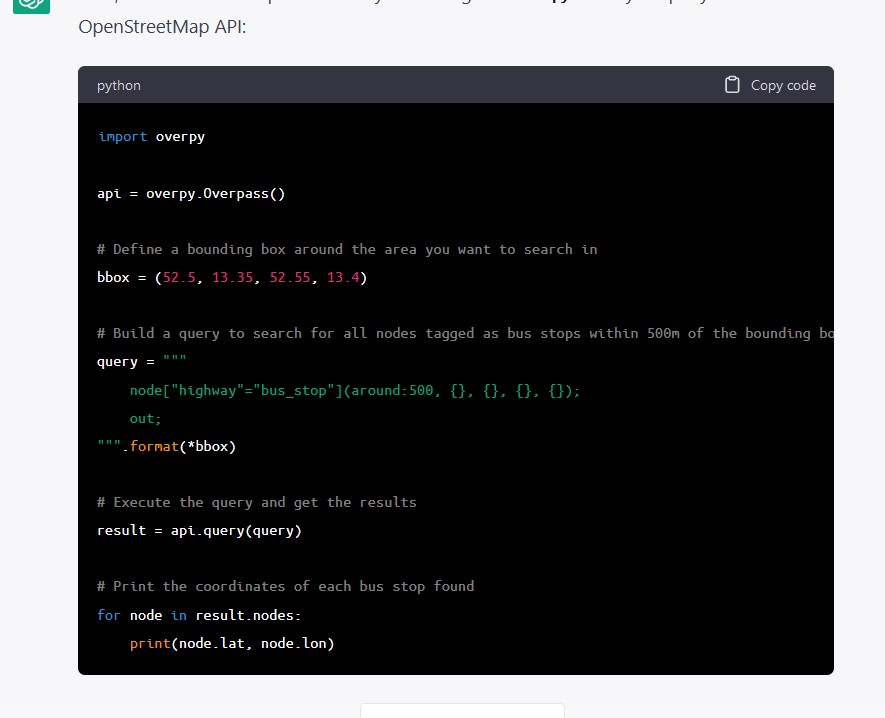 OpenStreetMap API:
python
Copy code
import overpy
api = overpy.Overpass()
# Define a bounding box around the area you want to search in
bbox = (52.5, 13.35, 52.55, 13.4)
# Build a query to search for all nodes tagged as bus stops within 500m of the bounding bo
query = """
node["highway"="bus_stop"](around:500, {}, {}, {}, {});
out;
""".format(*bbox)
# Execute the query and get the results
result = api.query(query)
# Print the coordinates of each bus stop found
for node in result.nodes:
print(node.lat, node.lon)